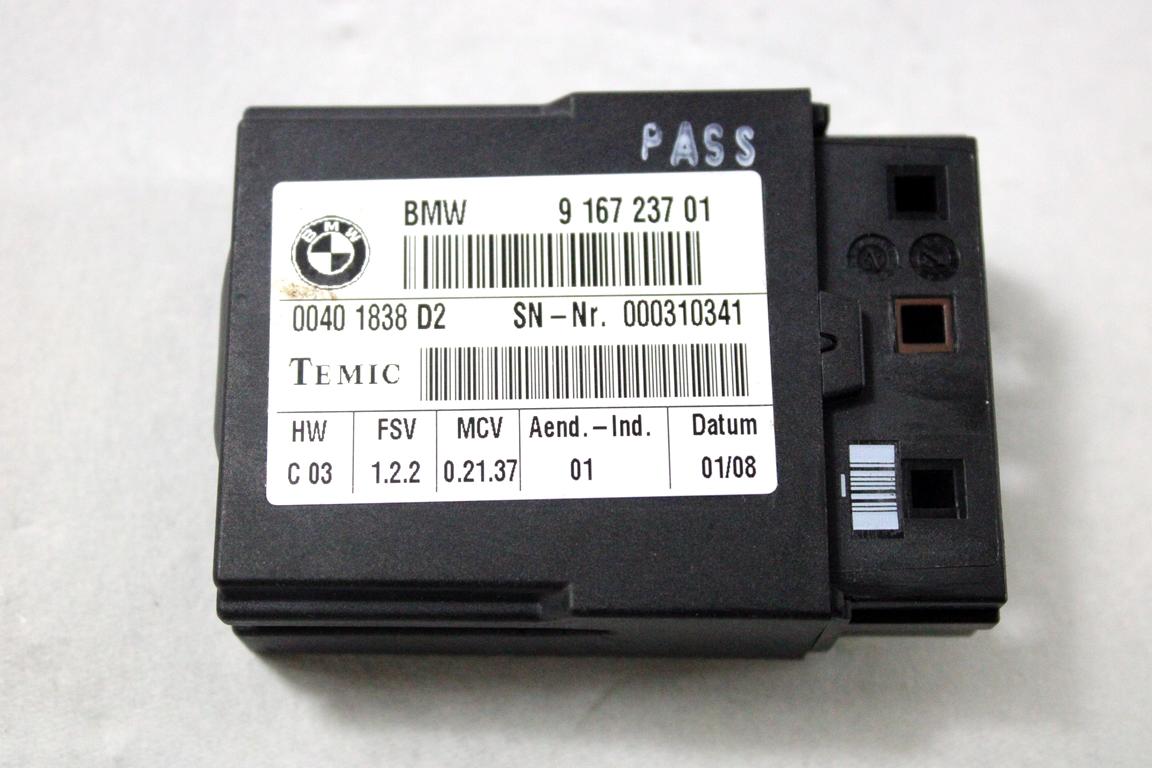 PASS
BMW 9 167 237 01
BMW
0040 1838 D2 SN-Nr. 000310341
TEMIC
HW FSV MCV Aend.-Ind. Datum
C 03 1.2.2 0.21.37 01 01/08